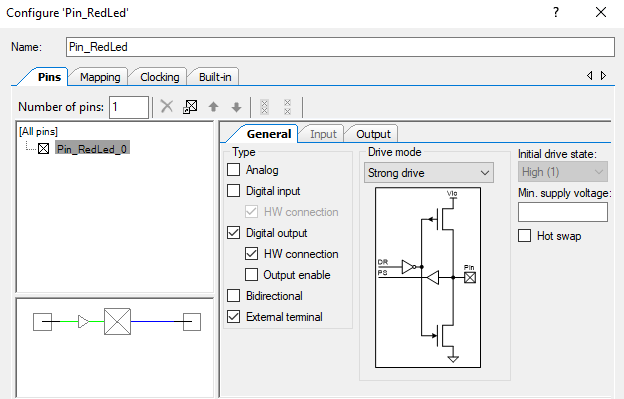 Configure 'Pin_RedLed'
?
Name:
Pin_RedLed
Pins
Mapping
Clocking
Built-in
Number of pins:
1
[All pins]
Pin_RedLed_0
General
Input
Output
Type
Analog
Digital input
HW connection
Digital output
HW connection
Output enable
Bidirectional
External terminal
Drive mode
Strong drive
Vio
DR
PS
Pin
Initial drive state:
High (1)
Min. supply voltage:
Hot swap